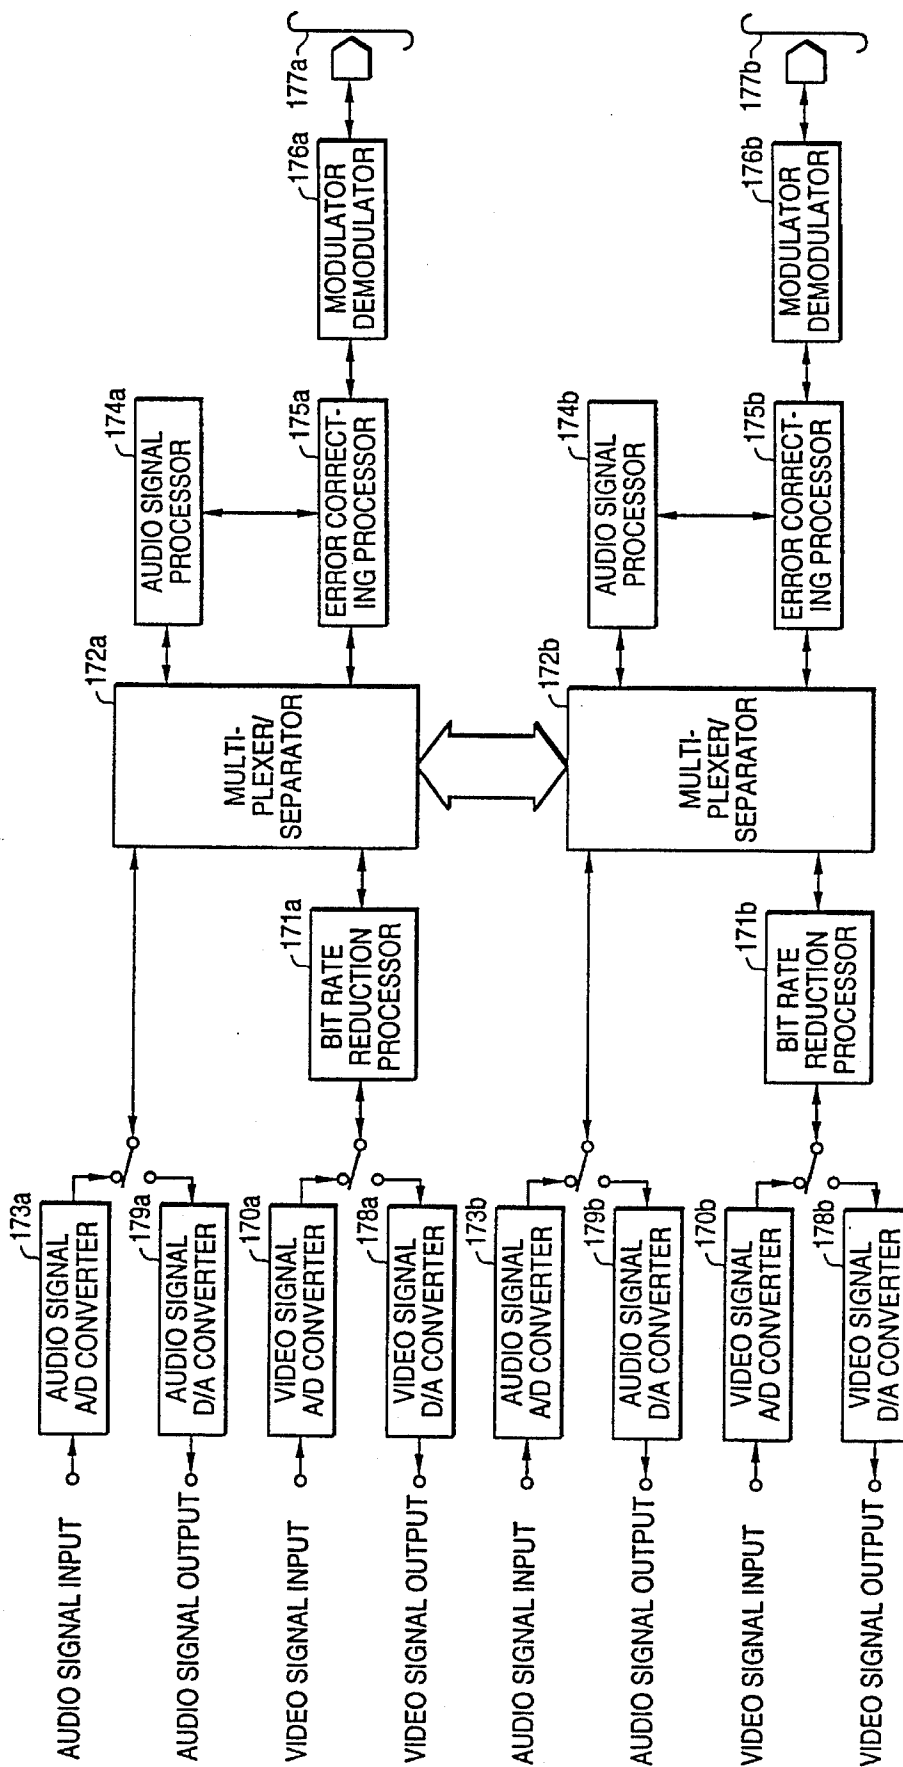 AUDIO SIGNAL INPUT
173a
AUDIO SIGNAL
A/D CONVERTER
AUDIO SIGNAL OUTPUT
179a
AUDIO SIGNAL
D/A CONVERTER
VIDEO SIGNAL INPUT
170a
VIDEO SIGNAL
A/D CONVERTER
VIDEO SIGNAL OUTPUT
178a
VIDEO SIGNAL
D/A CONVERTER
171a
BIT RATE
REDUCTION
PROCESSOR
172a
MULTI-
PLEXER/
SEPARATOR
174a
AUDIO SIGNAL
PROCESSOR
175a
ERROR CORRECT-
ING PROCESSOR
176a
MODULATOR
DEMODULATOR
177a
AUDIO SIGNAL INPUT
173b
AUDIO SIGNAL
A/D CONVERTER
AUDIO SIGNAL OUTPUT
179b
AUDIO SIGNAL
D/A CONVERTER
VIDEO SIGNAL INPUT
170b
VIDEO SIGNAL
A/D CONVERTER
VIDEO SIGNAL OUTPUT
178b
VIDEO SIGNAL
D/A CONVERTER
171b
BIT RATE
REDUCTION
PROCESSOR
172b
MULTI-
PLEXER/
SEPARATOR
174b
AUDIO SIGNAL
PROCESSOR
175b
ERROR CORRECT-
ING PROCESSOR
176b
MODULATOR
DEMODULATOR
177b